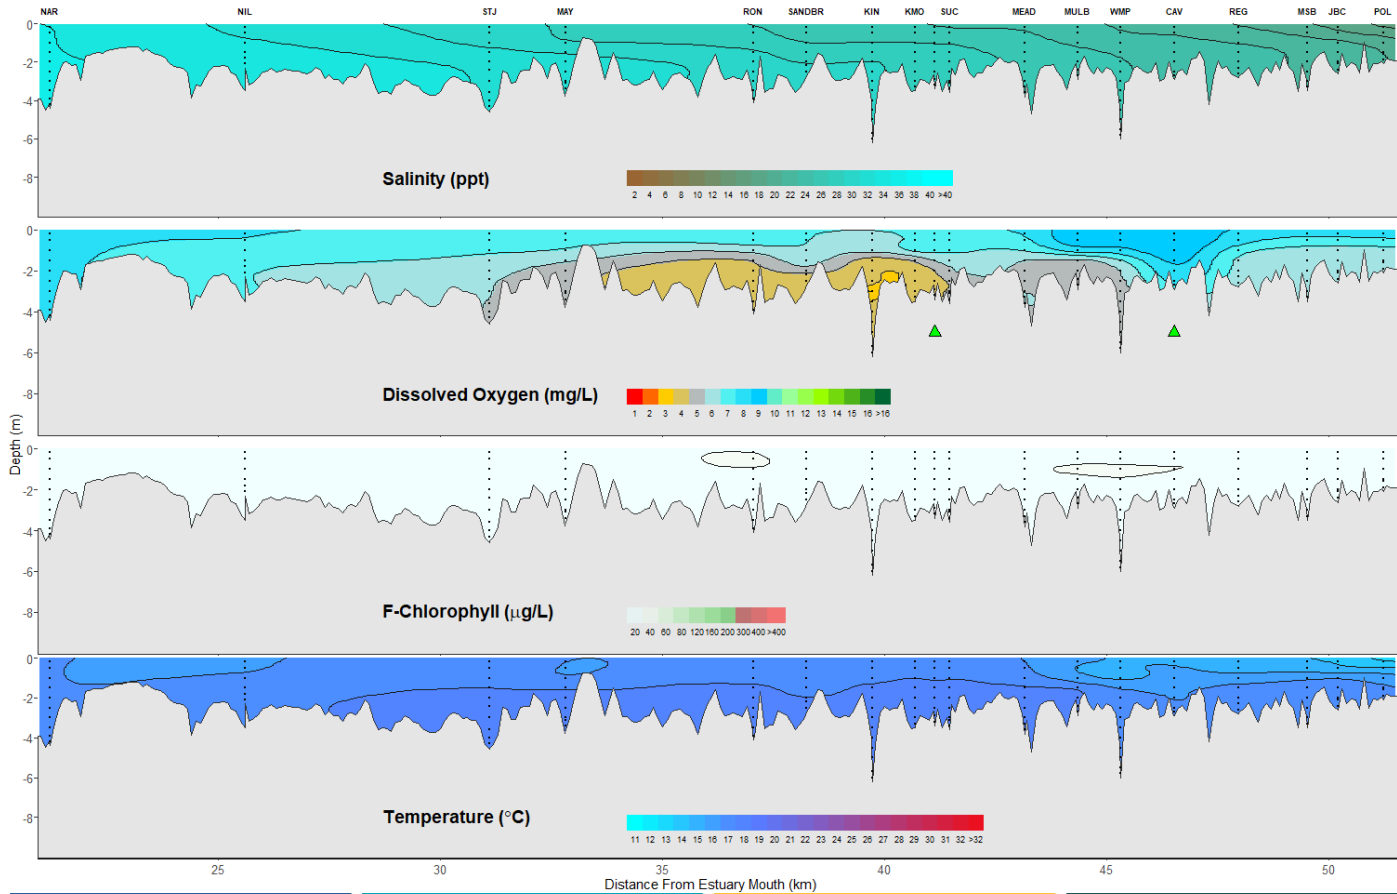 NAR NIL STJ MAY RON SANDBR KIN KMO SUC MEAD MULB WMP CAV REG MSB JBC POL
0
-2
-4
-6
-8
Salinity (ppt)
2 4 6 8 10 12 14 16 18 20 22 24 26 28 30 32 34 36 38 40 >40
0
-2
-4
-6
-8
Dissolved Oxygen (mg/L)
1 2 3 4 5 6 7 8 9 10 11 12 13 14 15 16 >16
Depth (m)
0
-2
-4
-6
-8
F-Chlorophyll (μg/L)
20 40 60 80 120 160 200 300 400 >400
0
-2
-4
-6
-8
Temperature (°C)
11 12 13 14 15 16 17 18 19 20 21 22 23 24 25 26 27 28 29 30 31 32 >32
25 30 35 40 45 50
Distance From Estuary Mouth (km)